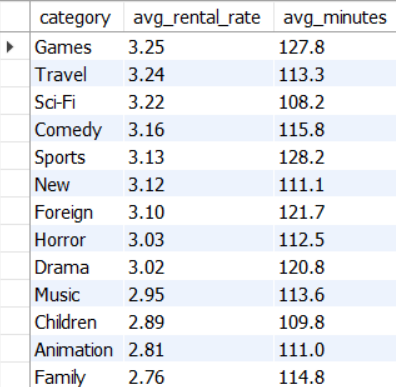 category avg_rental_rate avg_minutes
Games 3.25 127.8
Travel 3.24 113.3
Sci-Fi 3.22 108.2
Comedy 3.16 115.8
Sports 3.13 128.2
New 3.12 111.1
Foreign 3.10 121.7
Horror 3.03 112.5
Drama 3.02 120.8
Music 2.95 113.6
Children 2.89 109.8
Animation 2.81 111.0
Family 2.76 114.8